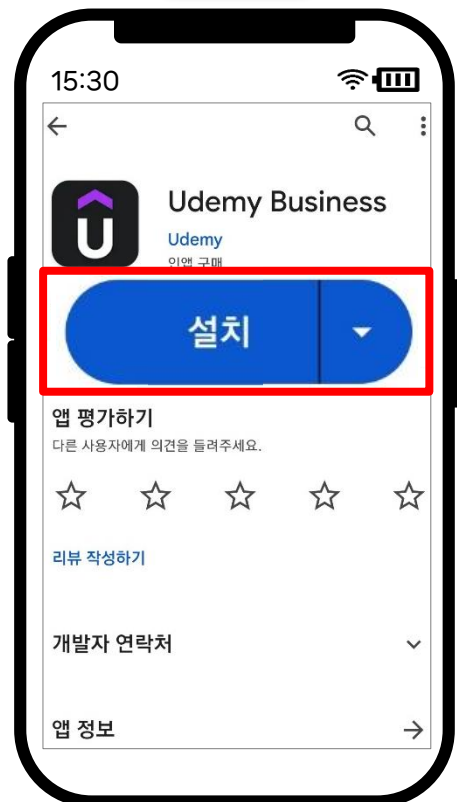 15:30
Udemy Business
Udemy
인앱 구매
설치
앱 평가하기
다른 사용자에게 의견을 들려주세요.
리뷰 작성하기
개발자 연락처
앱 정보